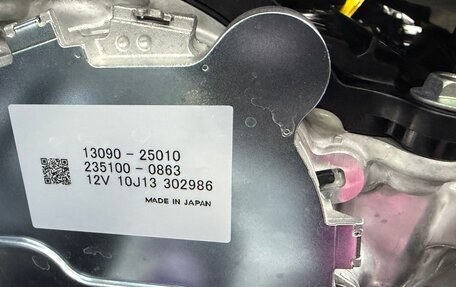 13090 - 25010
235100 - 0863
12V 10J13 302986
MADE IN JAPAN